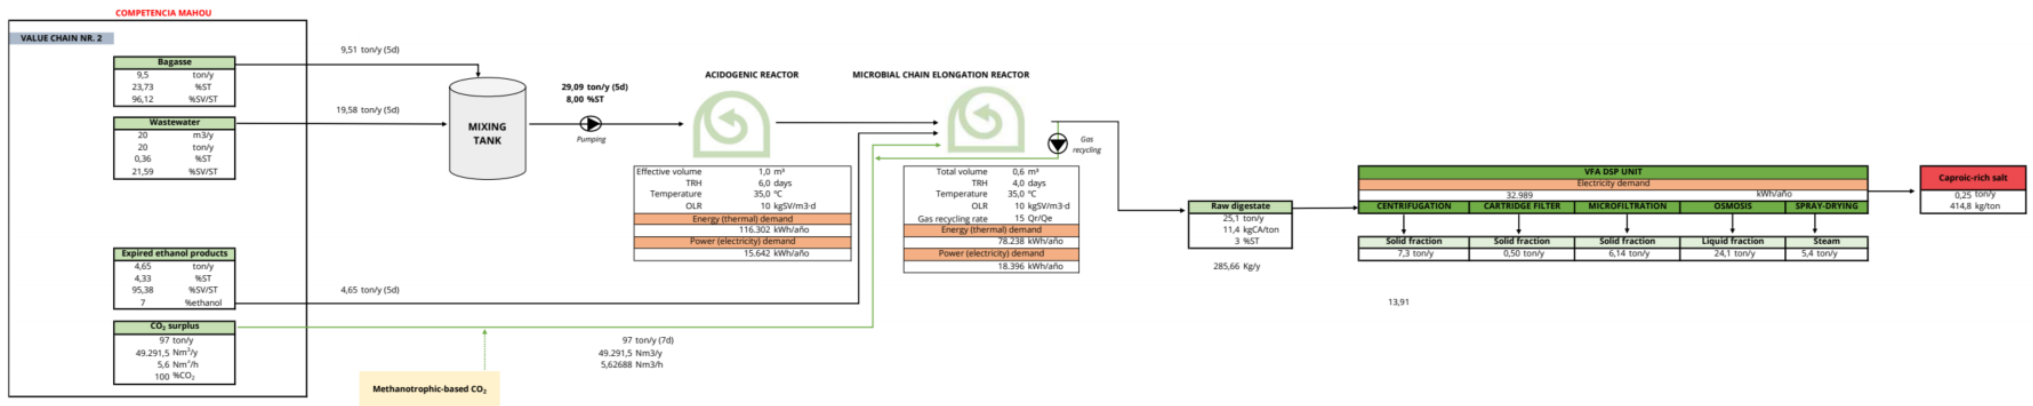 COMPETENCIA MAHOU
VALUE CHAIN NR. 2
Bagasse
9,5 ton/y
23,73 %ST
96,12 %SV/ST
Wastewater
20 m3/y
20 ton/y
0,36 %ST
21,59 %SV/ST
Expired ethanol products
4,65 ton/y
4,33 %ST
95,38 %SV/ST
7 %ethanol
CO₂ surplus
97 ton/y
49.291,5 Nm³/y
5,6 Nm³/h
100 %CO₂
9,51 ton/y (5d)
19,58 ton/y (5d)
4,65 ton/y (5d)
97 ton/y (7d)
49.291,5 Nm3/y
5,62688 Nm3/h
Methanotrophic-based CO₂
MIXING
TANK
29,09 ton/y (5d)
8,00 %ST
Pumping
ACIDOGENIC REACTOR
Effective volume 1,0 m³
TRH 6,0 days
Temperature 35,0 ºC
OLR 10 kgSV/m3·d
Energy (thermal) demand
116.302 kWh/año
Power (electricity) demand
15.642 kWh/año
MICROBIAL CHAIN ELONGATION REACTOR
Gas
recycling
Total volume 0,6 m³
TRH 4,0 days
Temperature 35,0 ºC
OLR 10 kgSV/m3·d
Gas recycling rate 15 Qr/Qe
Energy (thermal) demand
78.238 kWh/año
Power (electricity) demand
18.396 kWh/año
Raw digestate
25,1 ton/y
11,4 kgCA/ton
3 %ST
285,66 Kg/y
VFA DSP UNIT
Electricity demand
32.989 kWh/año
CENTRIFUGATION CARTRIDGE FILTER MICROFILTRATION OSMOSIS SPRAY-DRYING
Solid fraction Solid fraction Solid fraction Liquid fraction Steam
7,3 ton/y 0,50 ton/y 6,14 ton/y 24,1 ton/y 5,4 ton/y
13,91
Caproic-rich salt
0,25 ton/y
414,8 kg/ton